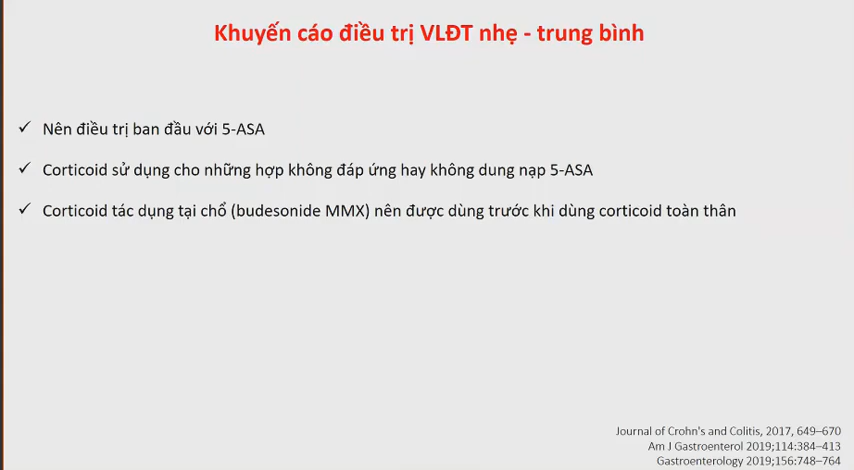 Khuyến cáo điều trị VLĐT nhẹ - trung bình
✓ Nên điều trị ban đầu với 5-ASA
✓ Corticoid sử dụng cho những hợp không đáp ứng hay không dung nạp 5-ASA
✓ Corticoid tác dụng tại chổ (budesonide MMX) nên được dùng trước khi dùng corticoid toàn thân
Journal of Crohn's and Colitis, 2017, 649–670
Am J Gastroenterol 2019;114:384–413
Gastroenterology 2019;156:748–764